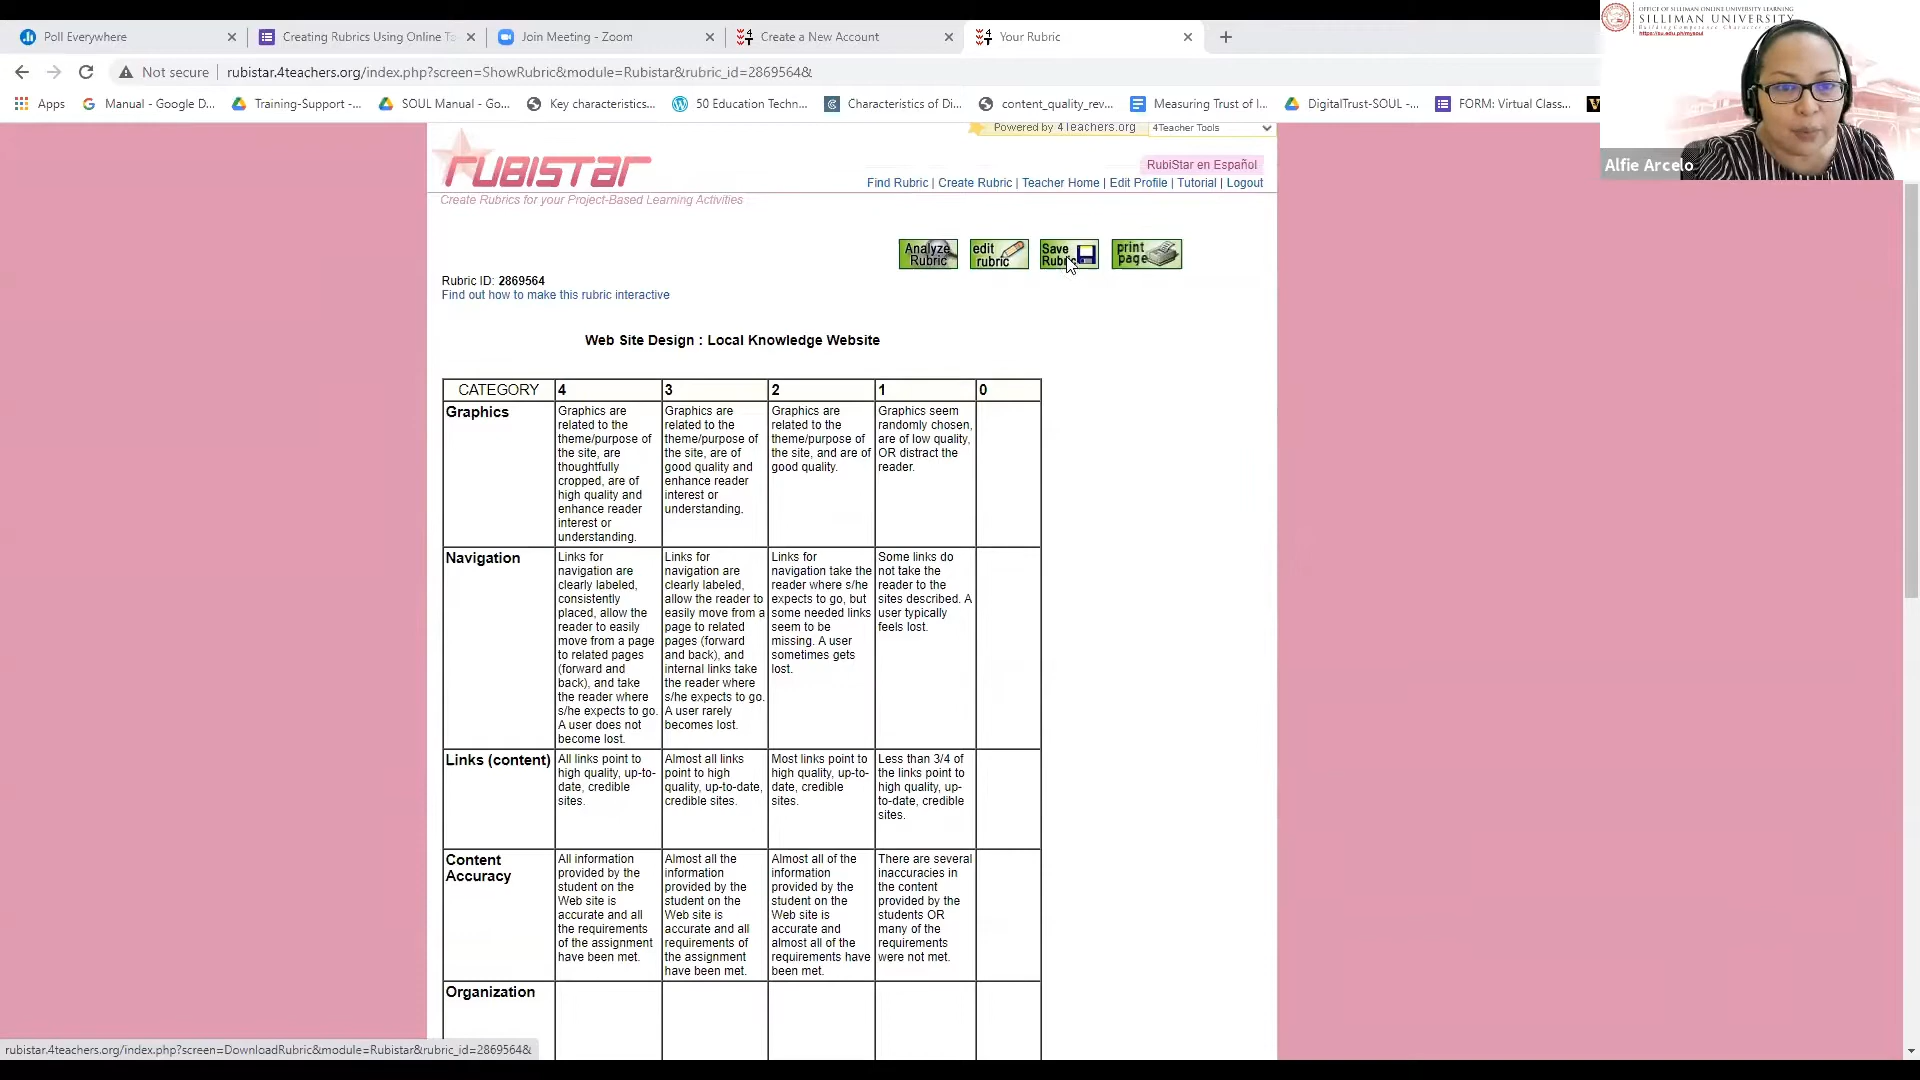 Poll Everywhere
Creating Rubrics Using Online To
Join Meeting - Zoom
Create a New Account
Your Rubric
OFFICE OF SILLIMAN ONLINE UNIVERSITY LEARNING
SILLIMAN UNIVERSITY
https://su.edu.ph/mysoul
Not secure
rubistar.4teachers.org/index.php?screen=ShowRubric&module=Rubistar&rubric_id=2869564&
Apps
Manual - Google D...
Training-Support -...
SOUL Manual - Go...
Key characteristics...
50 Education Techn...
Characteristics of Di...
content_quality_rev...
Measuring Trust of I...
DigitalTrust-SOUL -...
FORM: Virtual Class...
Alfie Arcelo
Powered by 4Teachers.org
4Teacher Tools
RUBISTAR
RubiStar en Español
Find Rubric | Create Rubric | Teacher Home | Edit Profile | Tutorial | Logout
Create Rubrics for your Project-Based Learning Activities
Analyze
Rubric
edit
rubric
Save
Rubric
print
page
Rubric ID: 2869564
Find out how to make this rubric interactive
Web Site Design : Local Knowledge Website
CATEGORY
4
3
2
1
0
Graphics
Graphics are
related to the
theme/purpose of
the site, are
thoughtfully
cropped, are of
high quality and
enhance reader
interest or
understanding.
Graphics are
related to the
theme/purpose of
the site, are of
good quality and
enhance reader
interest or
understanding.
Graphics are
related to the
theme/purpose of
the site, and are of
good quality.
Graphics seem
randomly chosen,
are of low quality,
OR distract the
reader.
Navigation
Links for
navigation are
clearly labeled,
consistently
placed, allow the
reader to easily
move from a page
to related pages
(forward and
back), and take
the reader where
s/he expects to go.
A user does not
become lost.
Links for
navigation are
clearly labeled,
allow the reader to
easily move from a
page to related
pages (forward
and back), and
internal links take
the reader where
s/he expects to go.
A user rarely
becomes lost.
Links for
navigation take the
reader where s/he
expects to go, but
some needed links
seem to be
missing. A user
sometimes gets
lost.
Some links do
not take the
reader to the
sites described. A
user typically
feels lost.
Links (content)
All links point to
high quality, up-to-
date, credible
sites.
Almost all links
point to high
quality, up-to-date,
credible sites.
Most links point to
high quality, up-to-
date, credible
sites.
Less than 3/4 of
the links point to
high quality, up-
to-date, credible
sites.
Content
Accuracy
All information
provided by the
student on the
Web site is
accurate and all
the requirements
of the assignment
have been met.
Almost all the
information
provided by the
student on the
Web site is
accurate and all
requirements of
the assignment
have been met.
Almost all of the
information
provided by the
student on the
Web site is
accurate and
almost all of the
requirements have
been met.
There are several
inaccuracies in
the content
provided by the
students OR
many of the
requirements
were not met.
Organization
rubistar.4teachers.org/index.php?screen=DownloadRubric&module=Rubistar&rubric_id=2869564&